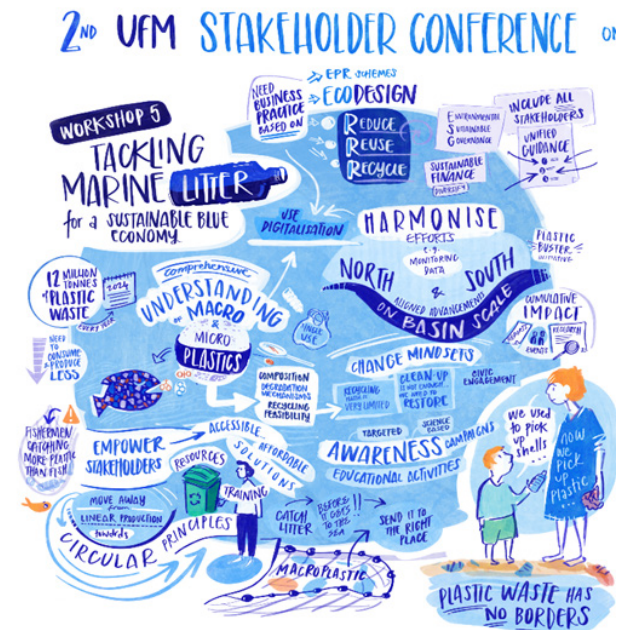 2ND UFM STAKEHOLDER CONFERENCE
WORKSHOP 5
TACKLING
MARINE LITTER
for a SUSTAINABLE BLUE
ECONOMY
NEED
BUSINESS
PRACTICE
BASED ON
EPR SCHEMES
ECODESIGN
REDUCE
REUSE
RECYCLE
ENVIRONMENTAL
SUSTAINABLE
GOVERNANCE
SUSTAINABLE
FINANCE
DIVERSIFY
INCLUDE ALL
STAKEHOLDERS
UNIFIED
GUIDANCE
USE
DIGITALISATION
HARMONISE
EFFORTS
e.g.
MONITORING
DATA
NORTH & SOUTH
ALIGNED ADVANCEMENTS
ON BASIN SCALE
PLASTIC
BUSTER
INITIATIVE
CUMULATIVE
IMPACT
EVENTS
RESEARCH
12 MILLION
TONNES
of PLASTIC
WASTE
2024
EVERY YEAR
NEED
TO
CONSUME
& PRODUCE
LESS
comprehensive
UNDERSTANDING
OF MACRO
&
MICRO
PLASTICS
SINGLE
USE
COMPOSITION
DEGRADATION
MECHANISMS
RECYCLING
FEASIBILITY
CHANGE MINDSETS
RECYCLING
VERY LIMITED
CLEAN-UP
IS NOT ENOUGH,
WE NEED TO
RESTORE
CIVIC
ENGAGEMENT
TARGETED
SCIENCE
BASED
AWARENESS CAMPAIGNS
EDUCATIONAL ACTIVITIES
FISHERMEN
CATCHING
MORE PLASTIC
THAN FISH
EMPOWER
STAKEHOLDERS
ACCESSIBLE
AFFORDABLE
SOLUTIONS
RESOURCES
TRAINING
MOVE AWAY
from
LINEAR PRODUCTION
towards
CIRCULAR PRINCIPLES
CATCH
LITTER
BEFORE
IT GOES
TO THE
SEA
!!
SEND IT TO
THE RIGHT
PLACE
MACROPLASTIC
we used
to pick
up
shells...
now
we
pick
up
plastic
...
PLASTIC WASTE HAS
NO BORDERS